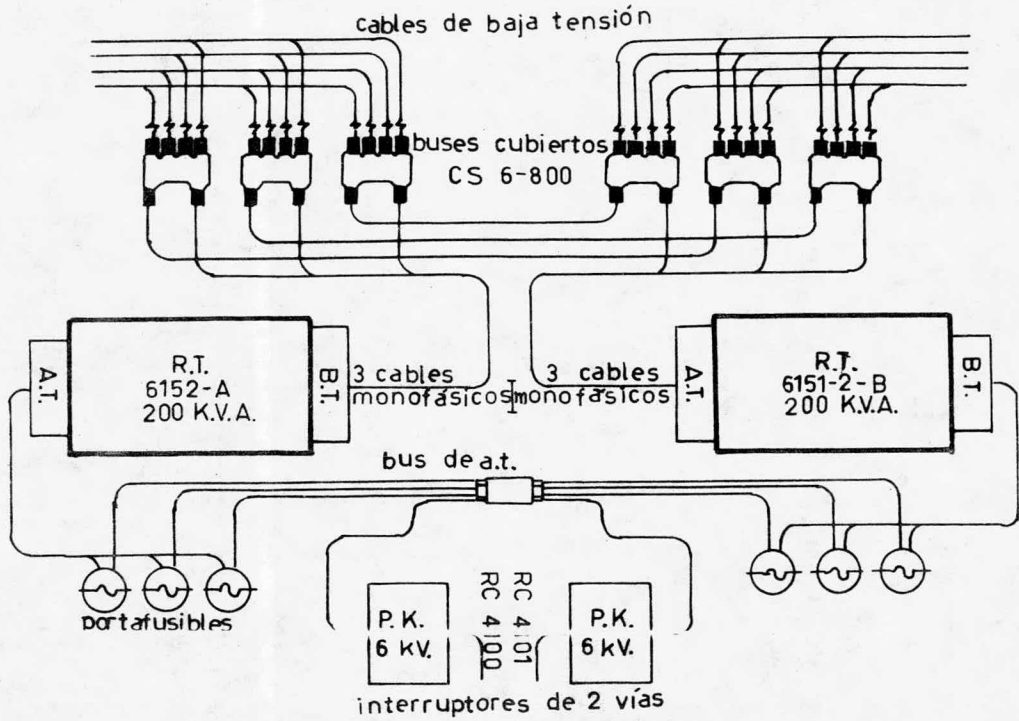 cables de baja tensión
buses cubiertos
CS 6-800
A.T.
R.T.
6152-A
200 K.V.A.
B.T.
3 cables
monofásicos
3 cables
monofásicos
A.T.
R.T.
6151-2-B
200 K.V.A.
B.T.
bus de a.t.
portafusibles
P.K.
6 kV.
RC 4100
RC 4101
P.K.
6 kV.
interruptores de 2 vías